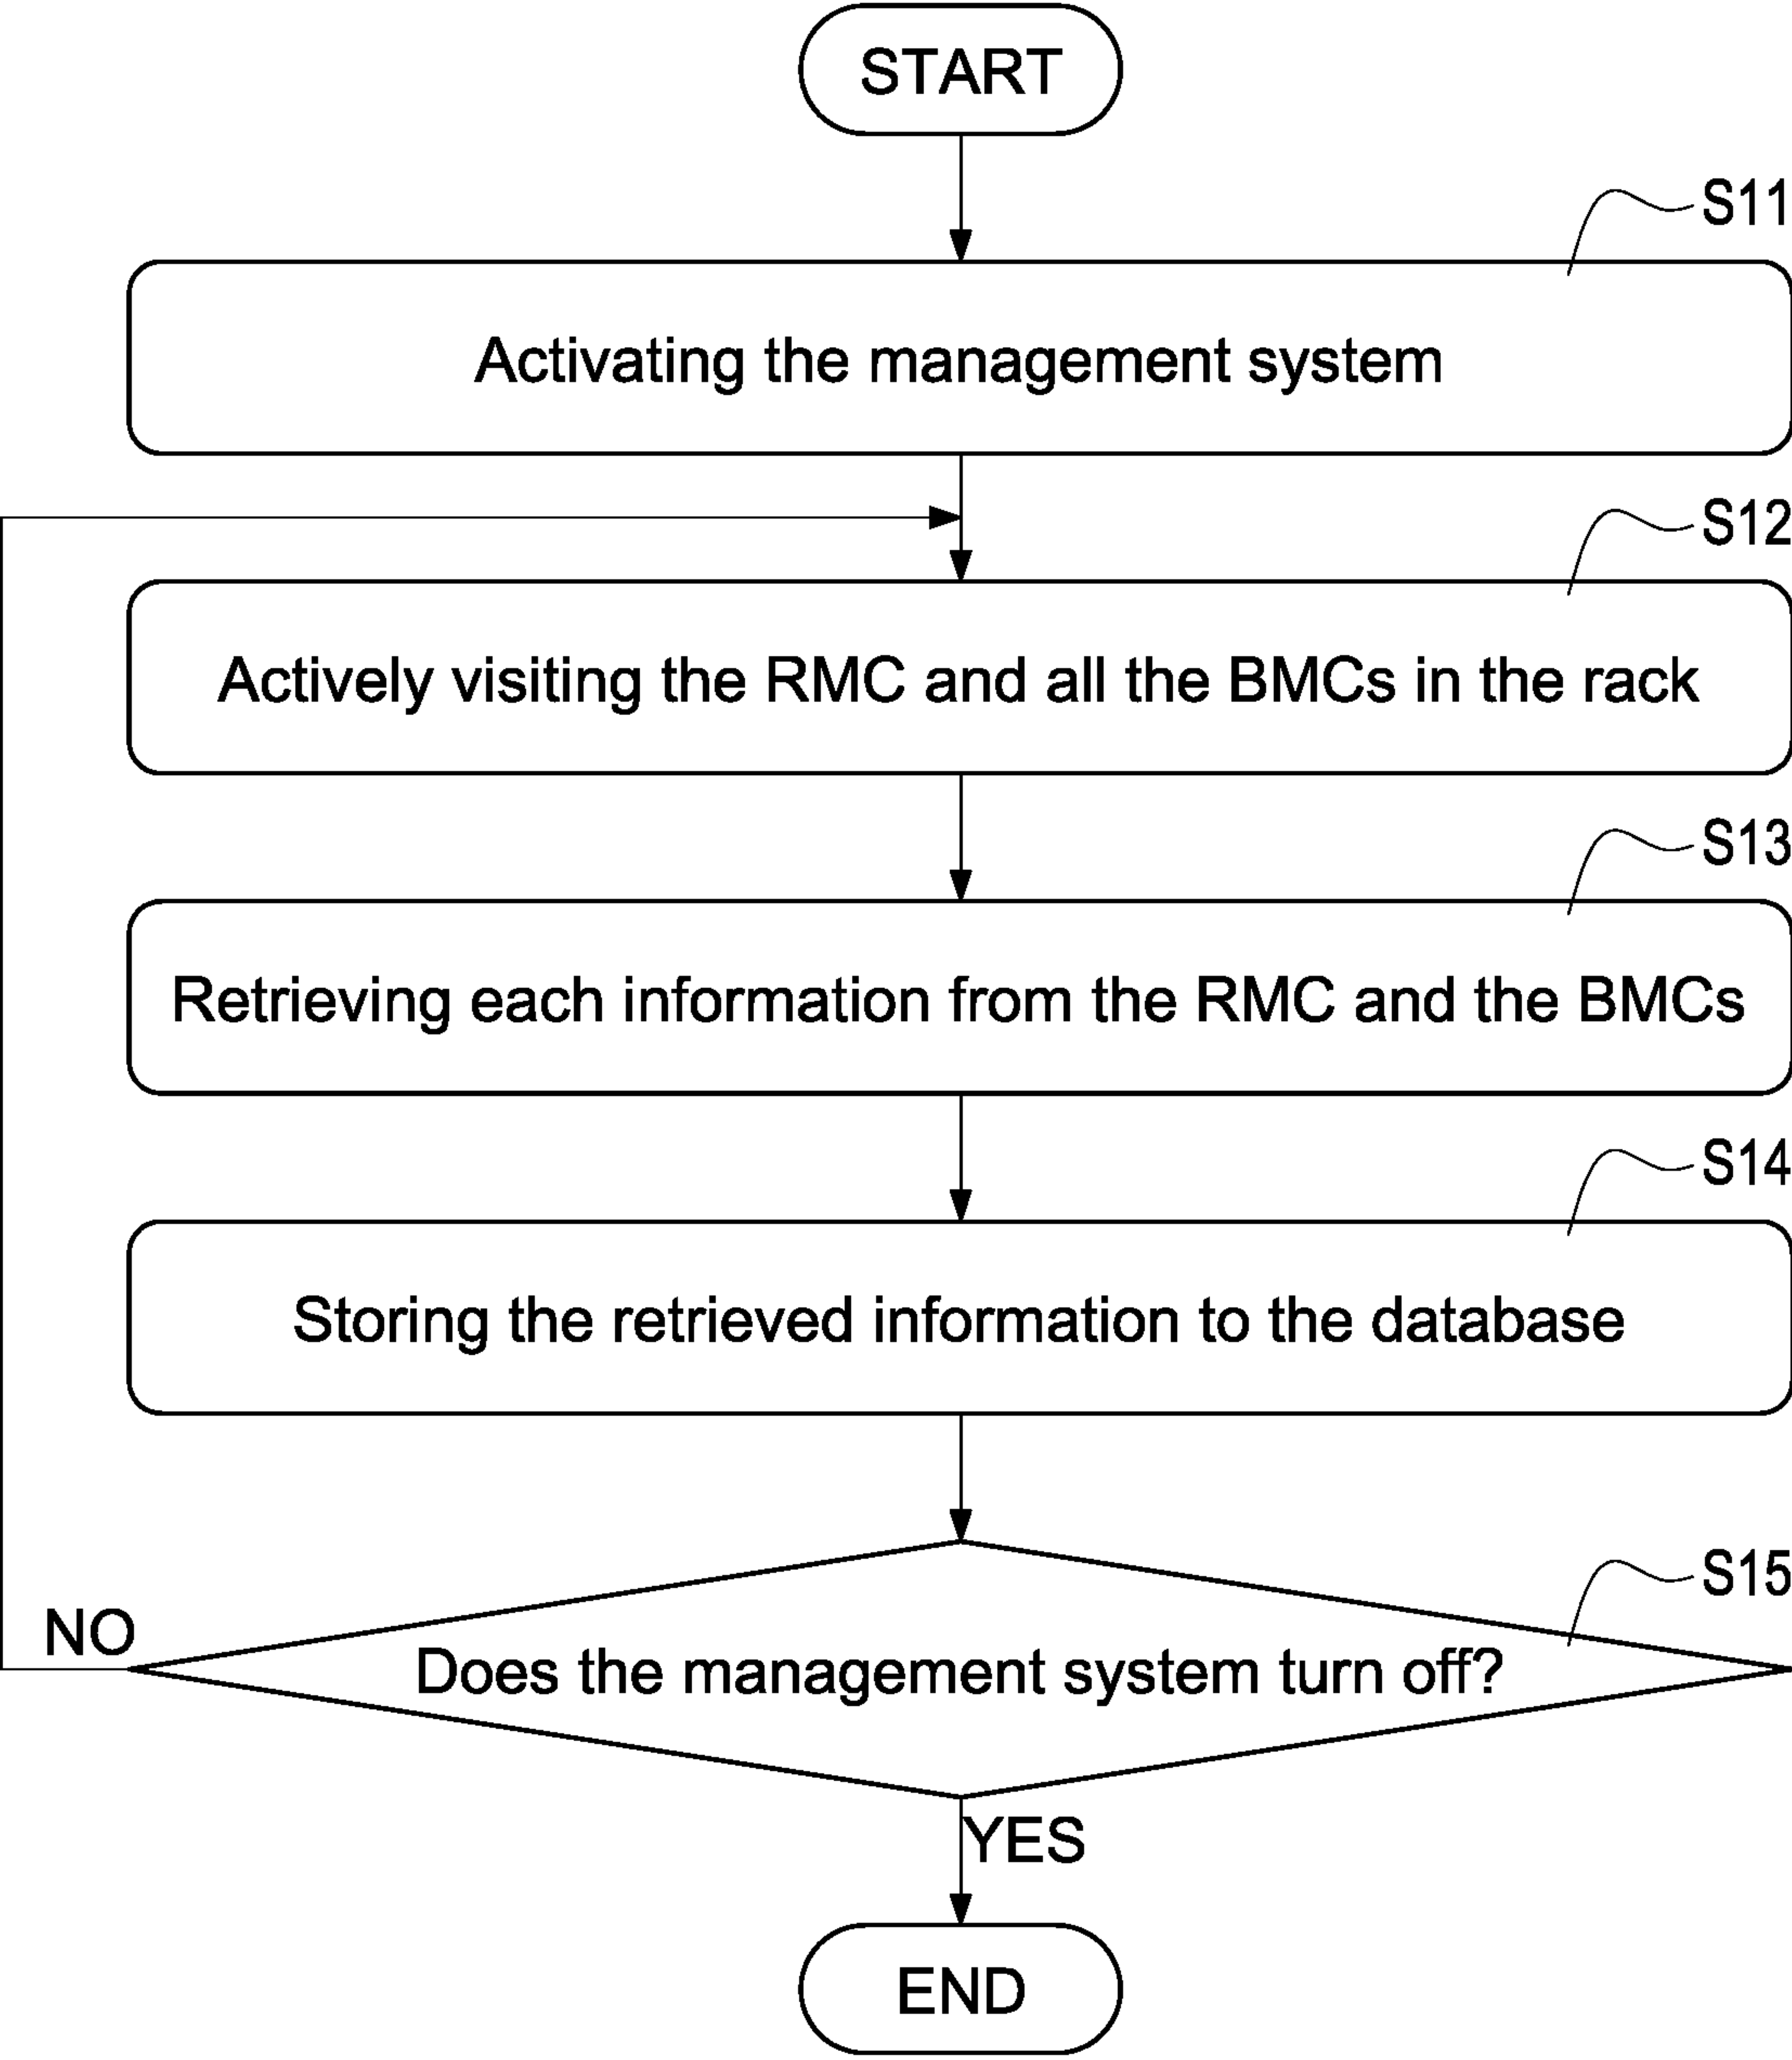 START
S11
Activating the management system
S12
Actively visiting the RMC and all the BMCs in the rack
S13
Retrieving each information from the RMC and the BMCs
S14
Storing the retrieved information to the database
S15
NO
Does the management system turn off?
YES
END